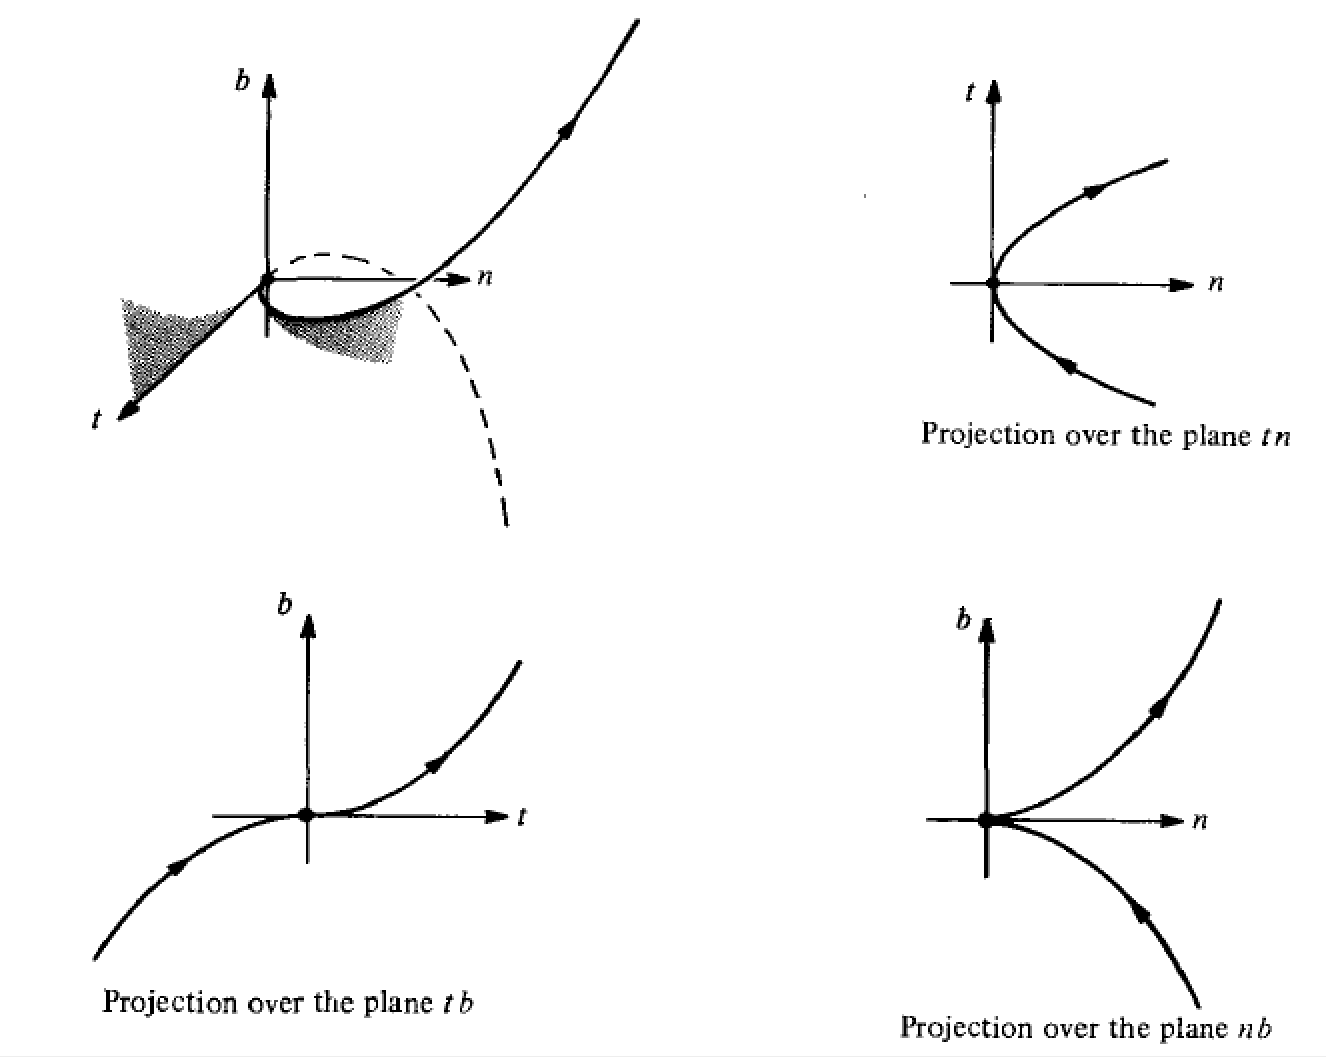 b
n
t
t
n
Projection over the plane tn
b
t
Projection over the plane tb
b
n
Projection over the plane nb